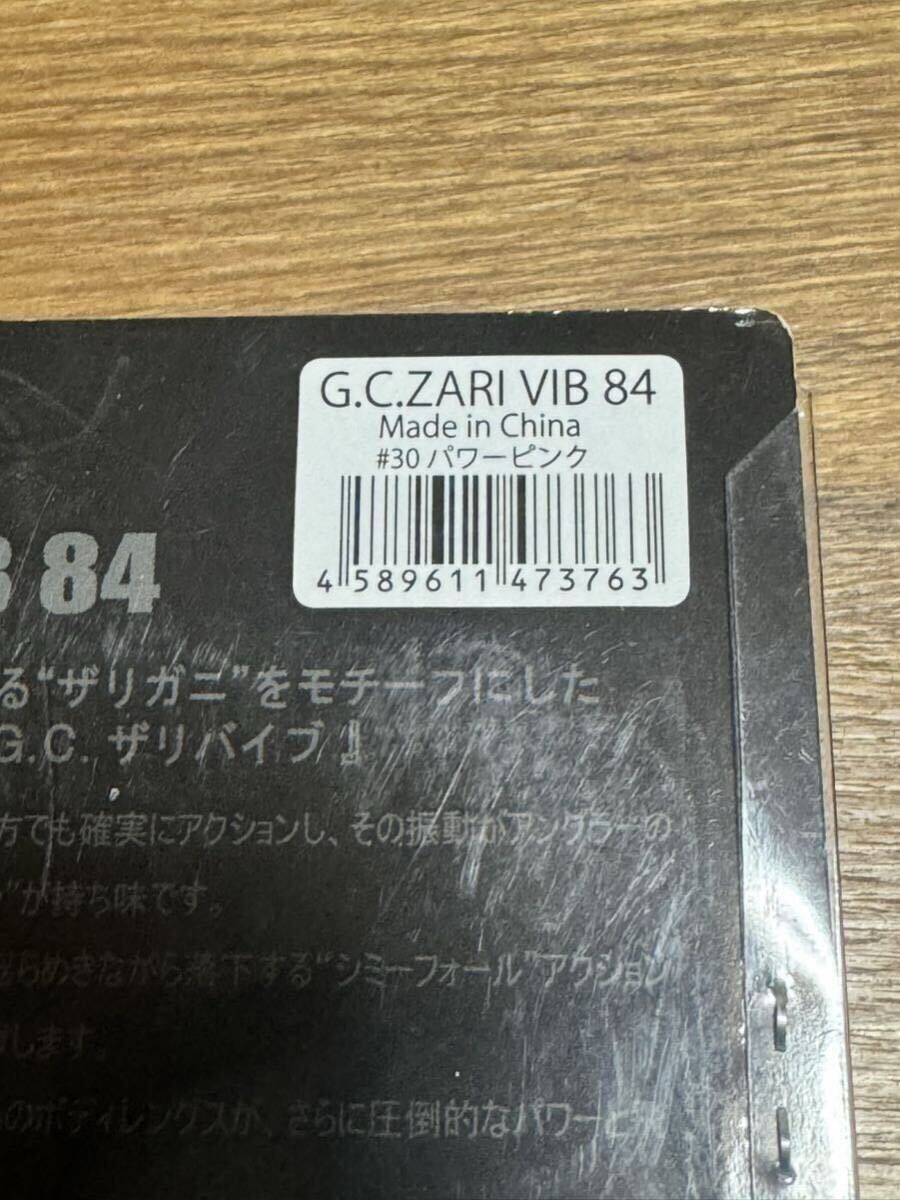 G.C.ZARI VIB 84
Made in China
#30 パワーピンク
4 589611 473763
84
る“ザリガニ”をモチーフにした
G.C. ザリバイブ』
方でも確実にアクションし、その振動がアングラーの
”が持ち味です。
らめきながら落下する“シミーフォール”アクション
します。
のボディレングスが、さらに圧倒的なパワーと